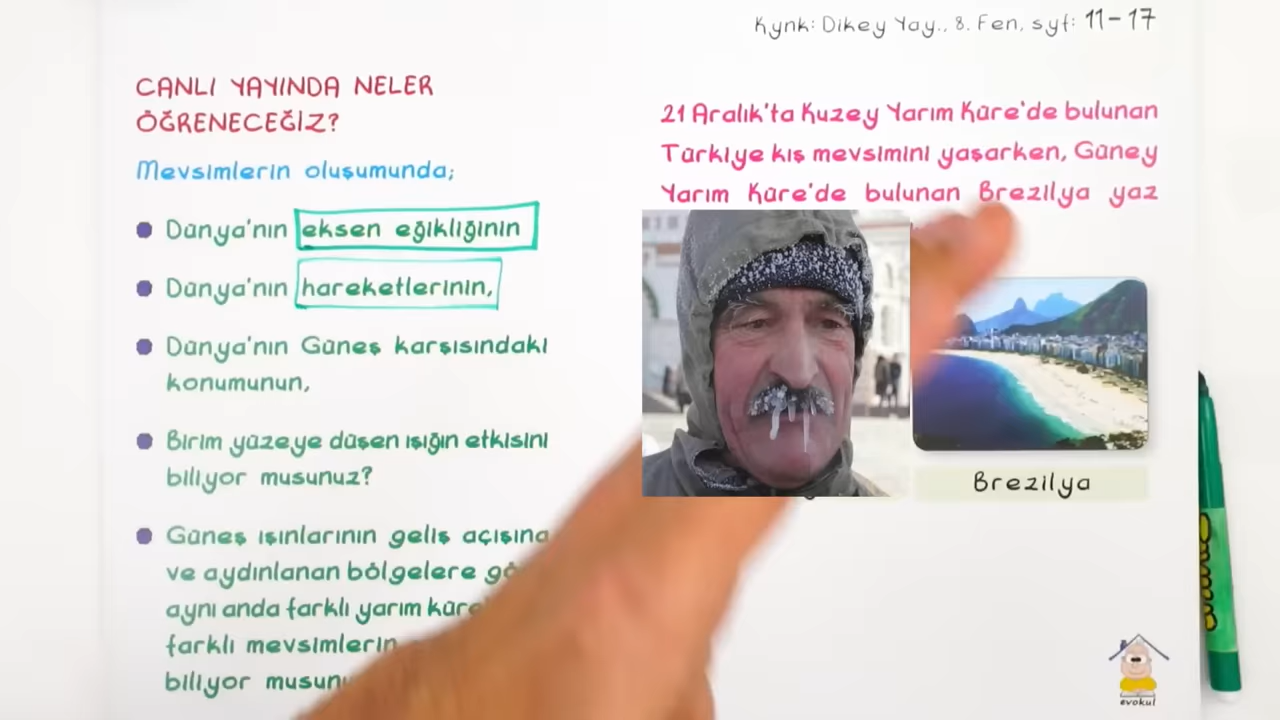 Kynk: Dikey Yay., 8. Fen, syf: 11-17
CANLI YAYINDA NELER
ÖĞRENECEĞİZ?
Mevsimlerin oluşumunda;
Dünya'nın eksen eğikliğinin
Dünya'nın hareketlerinin,
Dünya'nın Güneş karşısındaki
konumunun,
Birim yüzeye düşen ışığın etkisini
biliyor musunuz?
Güneş ışınlarının geliş açısına
ve aydınlanan bölgelere
aynı anda farklı yarım
farklı mevsimlerin
biliyor
21 Aralık'ta Kuzey Yarım Küre'de bulunan
Türkiye kış mevsimini yaşarken, Güney
Yarım Küre'de bulunan Brezilya yaz
Brezilya
evokul